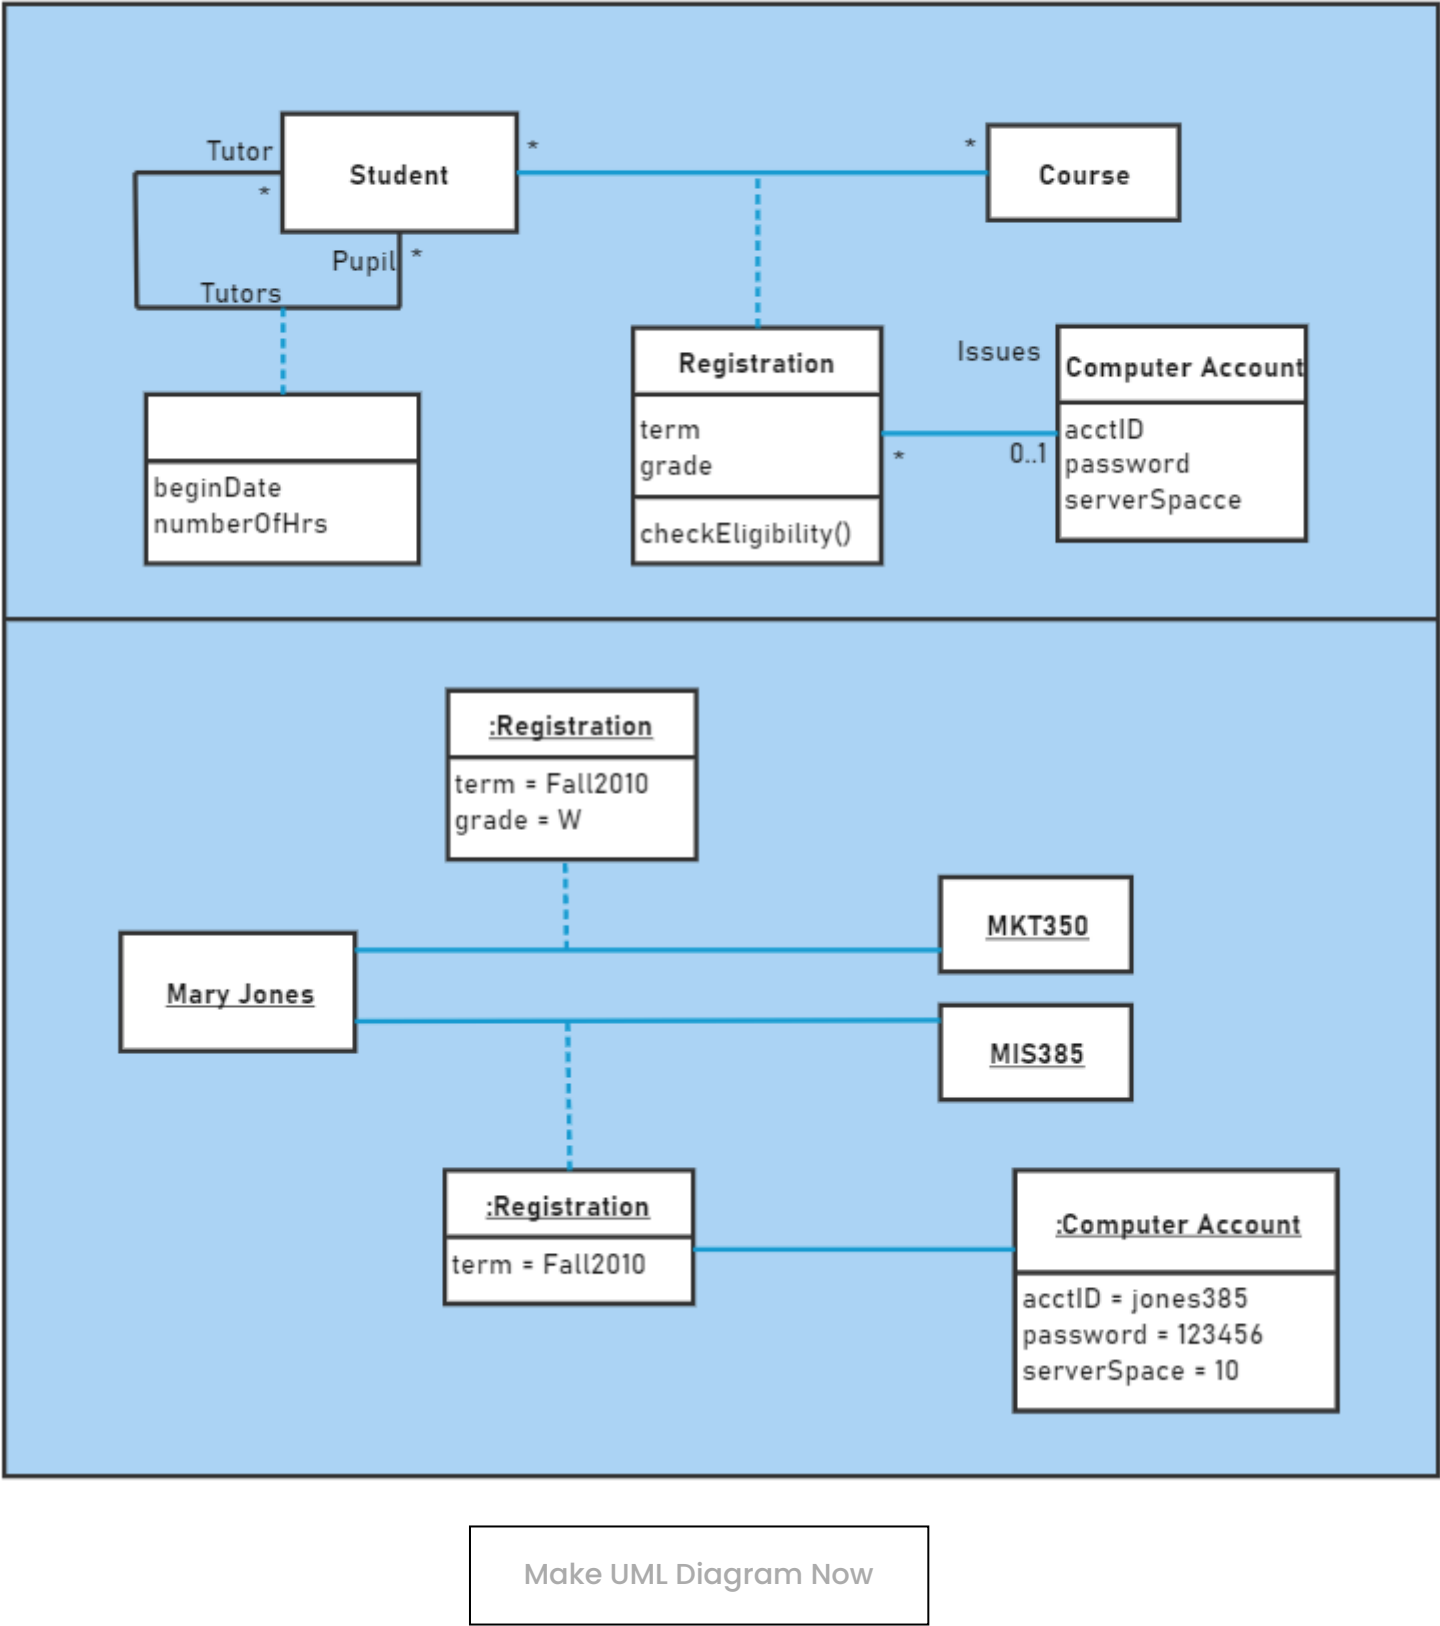 Tutor
*
Student
*
*
Course
Pupil
*
Tutors
beginDate
numberOfHrs
Registration
term
grade
checkEligibility()
*
Issues
0..1
Computer Account
acctID
password
serverSpacce
:Registration
term = Fall2010
grade = W
Mary Jones
MKT350
MIS385
:Registration
term = Fall2010
:Computer Account
acctID = jones385
password = 123456
serverSpace = 10
Make UML Diagram Now